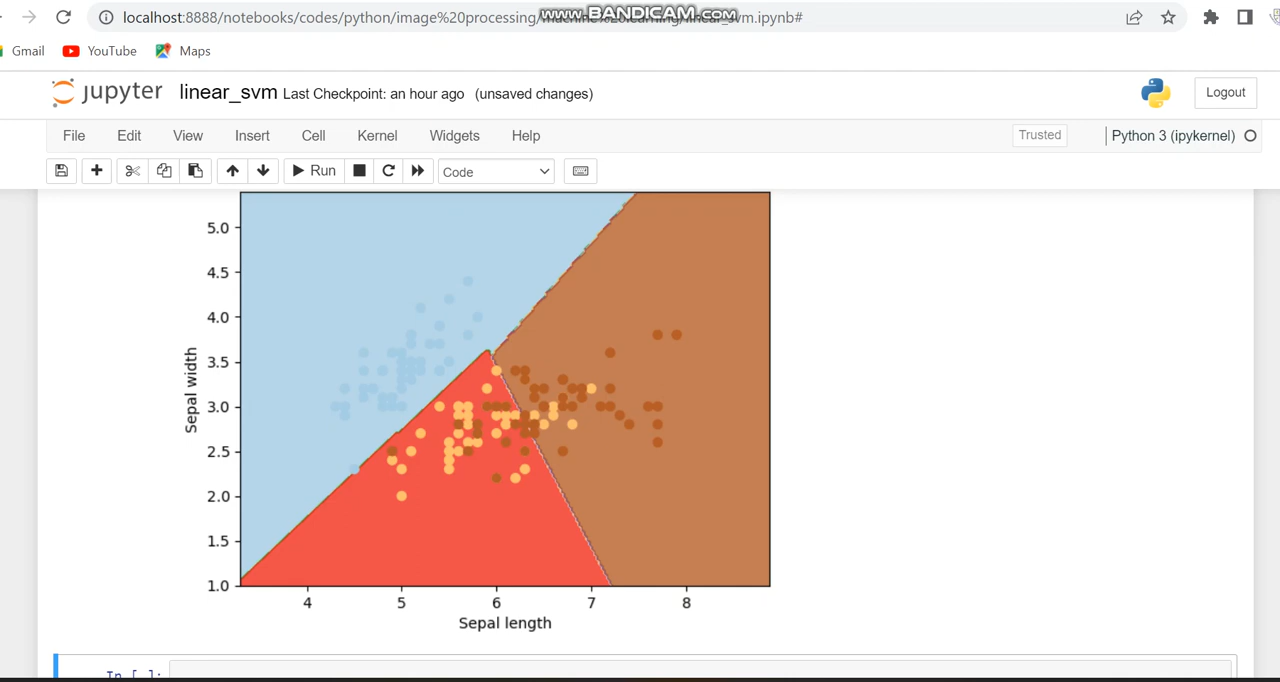 localhost:8888/notebooks/codes/python/image%20processing/machine%20learning/linear_svm.ipynb#
www.BANDICAM.com
Gmail YouTube Maps
jupyter linear_svm Last Checkpoint: an hour ago (unsaved changes) Logout
File Edit View Insert Cell Kernel Widgets Help Trusted Python 3 (ipykernel)
Run Code
5.0
4.5
4.0
3.5
3.0
2.5
2.0
1.5
1.0
Sepal width
4 5 6 7 8
Sepal length
In [ ]: